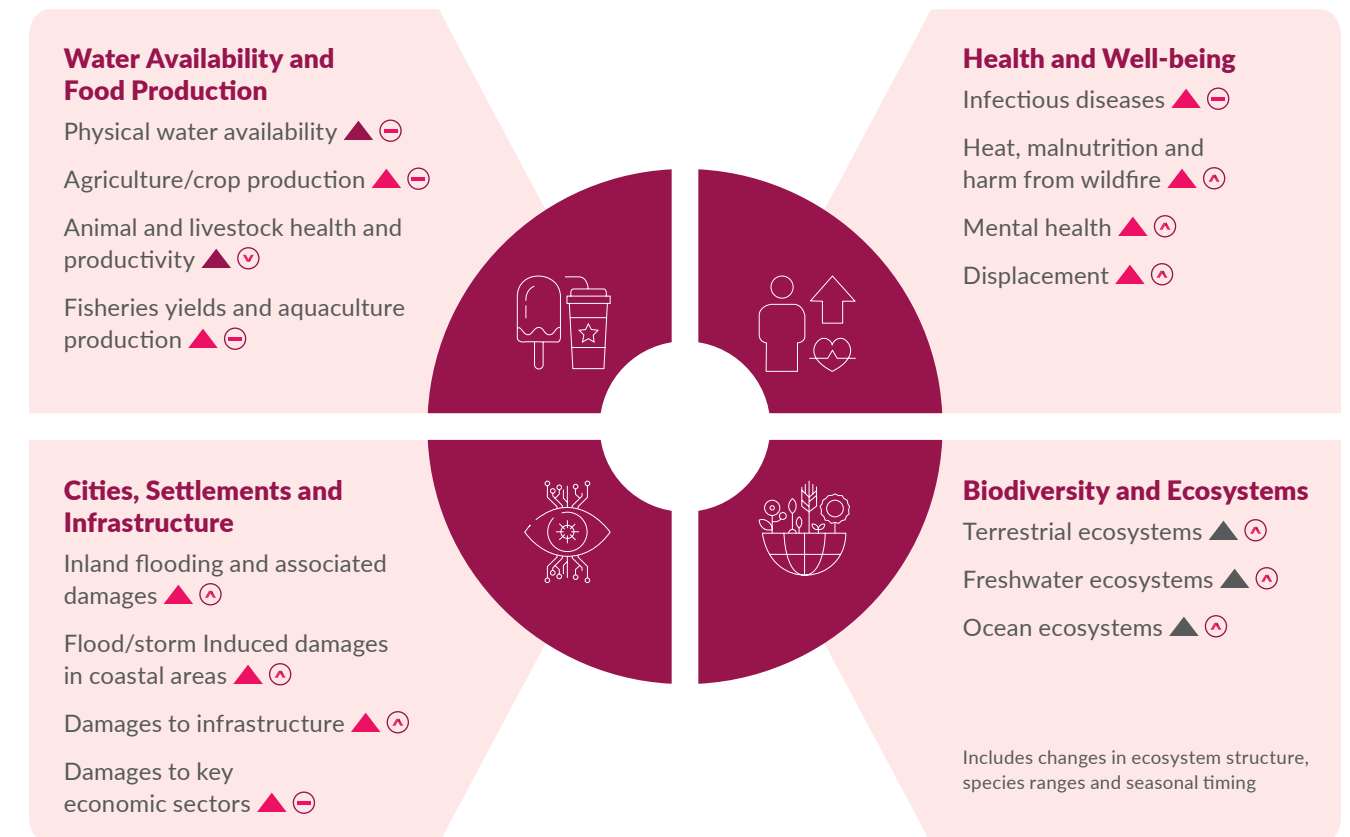 Water Availability and
Food Production
Physical water availability
Agriculture/crop production
Animal and livestock health and
productivity
Fisheries yields and aquaculture
production
Health and Well-being
Infectious diseases
Heat, malnutrition and
harm from wildfire
Mental health
Displacement
Cities, Settlements and
Infrastructure
Inland flooding and associated
damages
Flood/storm Induced damages
in coastal areas
Damages to infrastructure
Damages to key
economic sectors
Biodiversity and Ecosystems
Terrestrial ecosystems
Freshwater ecosystems
Ocean ecosystems
Includes changes in ecosystem structure,
species ranges and seasonal timing